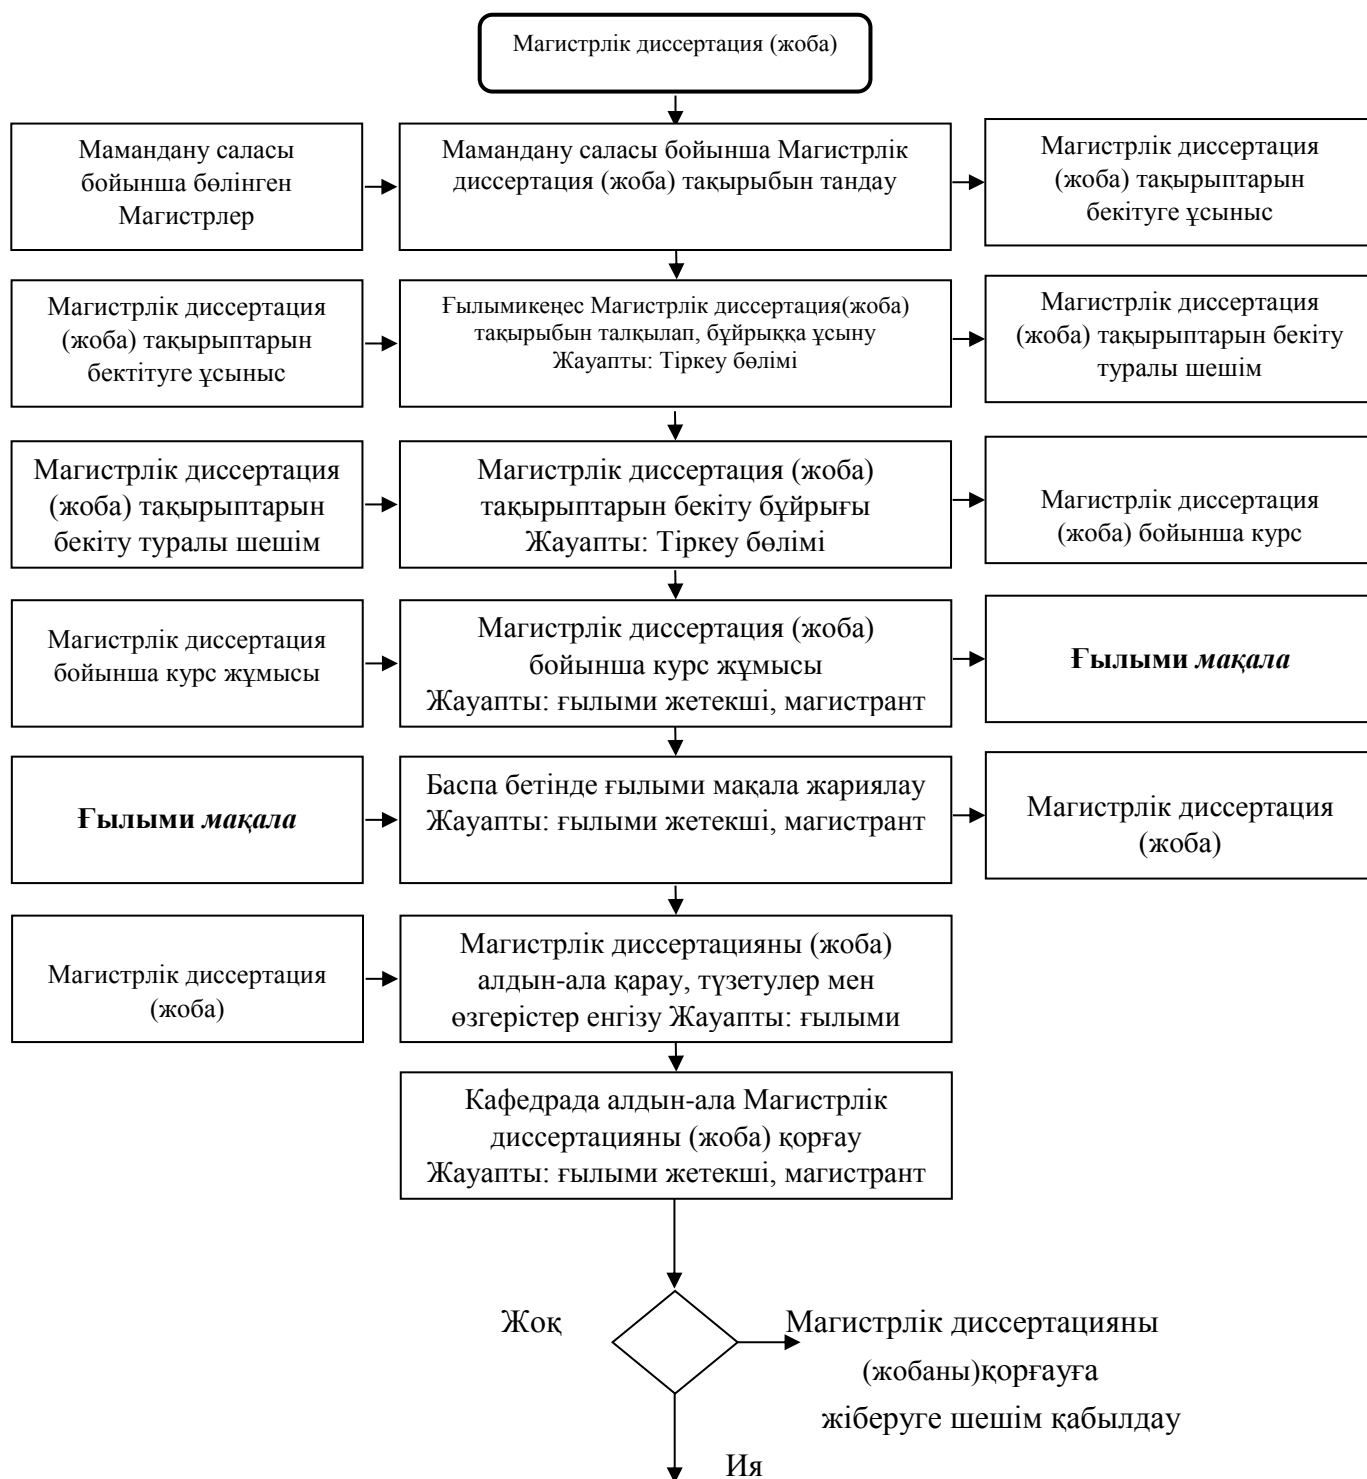 Магистрлік диссертация (жоба)
Мамандану саласы
бойынша бөлінген
Магистрлер
Мамандану саласы бойынша Магистрлік
диссертация (жоба) тақырыбын тандау
Магистрлік диссертация
(жоба) тақырыптарын
бекітуге ұсыныс
Магистрлік диссертация
(жоба) тақырыптарын
бектітуге ұсыныс
Ғылымикеңес Магистрлік диссертация(жоба)
тақырыбын талқылап, бұйрыққа ұсыну
Жауапты: Тіркеу бөлімі
Магистрлік диссертация
(жоба) тақырыптарын бекіту
туралы шешім
Магистрлік диссертация
(жоба) тақырыптарын
бекіту туралы шешім
Магистрлік диссертация (жоба)
тақырыптарын бекіту бұйрығы
Жауапты: Тіркеу бөлімі
Магистрлік диссертация
(жоба) бойынша курс
Магистрлік диссертация
бойынша курс жұмысы
Магистрлік диссертация (жоба)
бойынша курс жұмысы
Жауапты: ғылыми жетекші, магистрант
Ғылыми мақала
Ғылыми мақала
Баспа бетінде ғылыми мақала жариялау
Жауапты: ғылыми жетекші, магистрант
Магистрлік диссертация
(жоба)
Магистрлік диссертация
(жоба)
Магистрлік диссертацияны (жоба)
алдын-ала қарау, түзетулер мен
өзгерістер енгізу Жауапты: ғылыми
Кафедрада алдын-ала Магистрлік
диссертацияны (жоба) қорғау
Жауапты: ғылыми жетекші, магистрант
Жоқ
Магистрлік диссертацияны
(жобаны)қорғауға
жіберуге шешім қабылдау
Ия